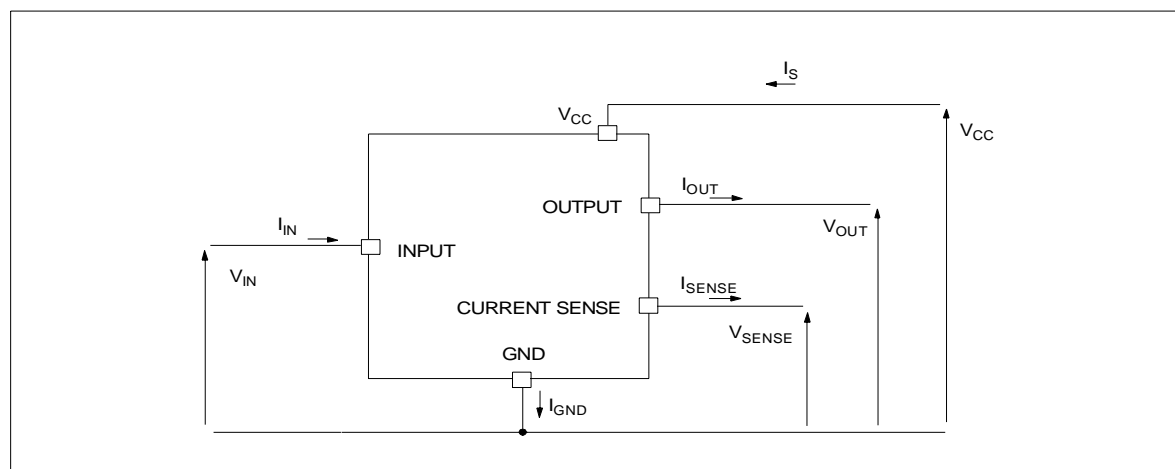 I_S
V_CC
V_CC
I_OUT
OUTPUT
V_OUT
I_IN
INPUT
V_IN
I_SENSE
CURRENT SENSE
V_SENSE
GND
I_GND